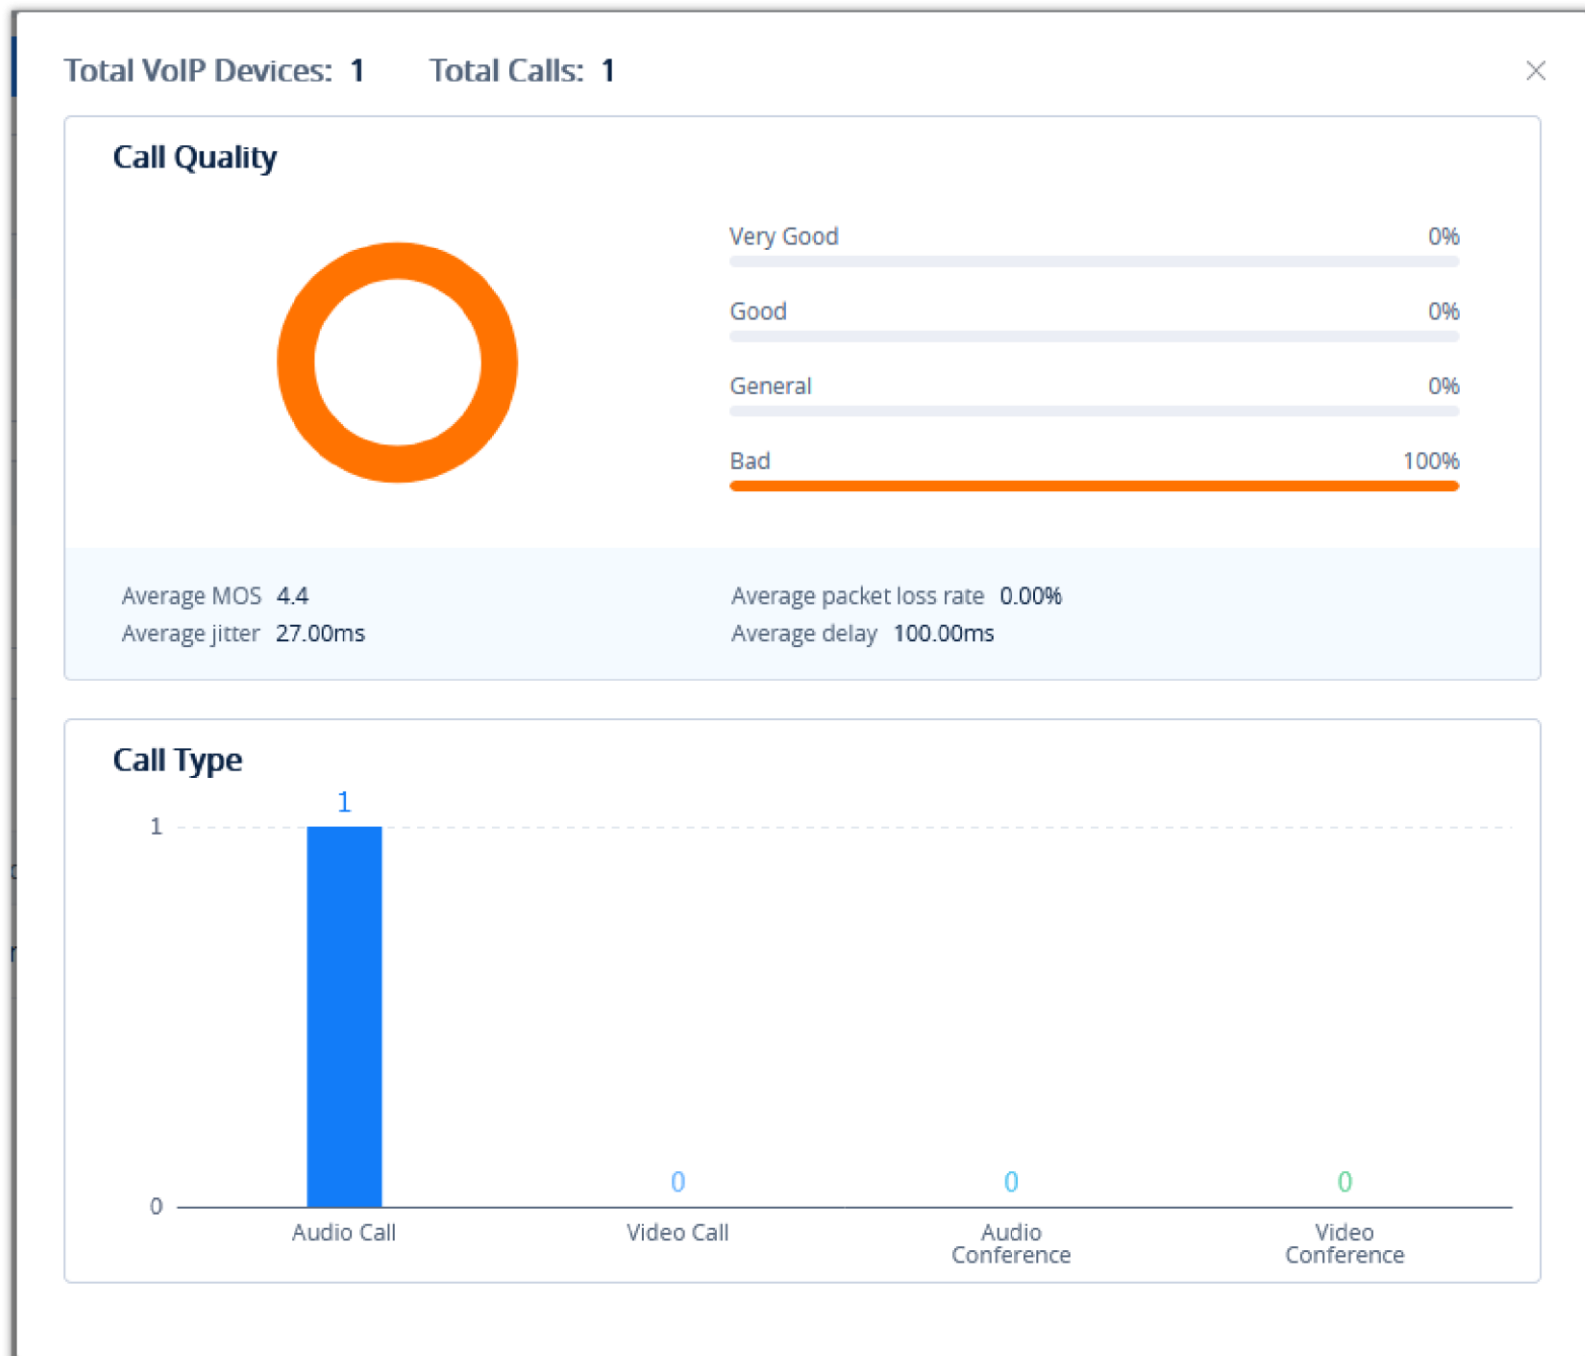 Total VoIP Devices: 1 Total Calls: 1
Call Quality
Very Good 0%
Good 0%
General 0%
Bad 100%
Average MOS 4.4 Average packet loss rate 0.00%
Average jitter 27.00ms Average delay 100.00ms
Call Type
1
1
0 0 0
0
Audio Call Video Call Audio Conference Video Conference